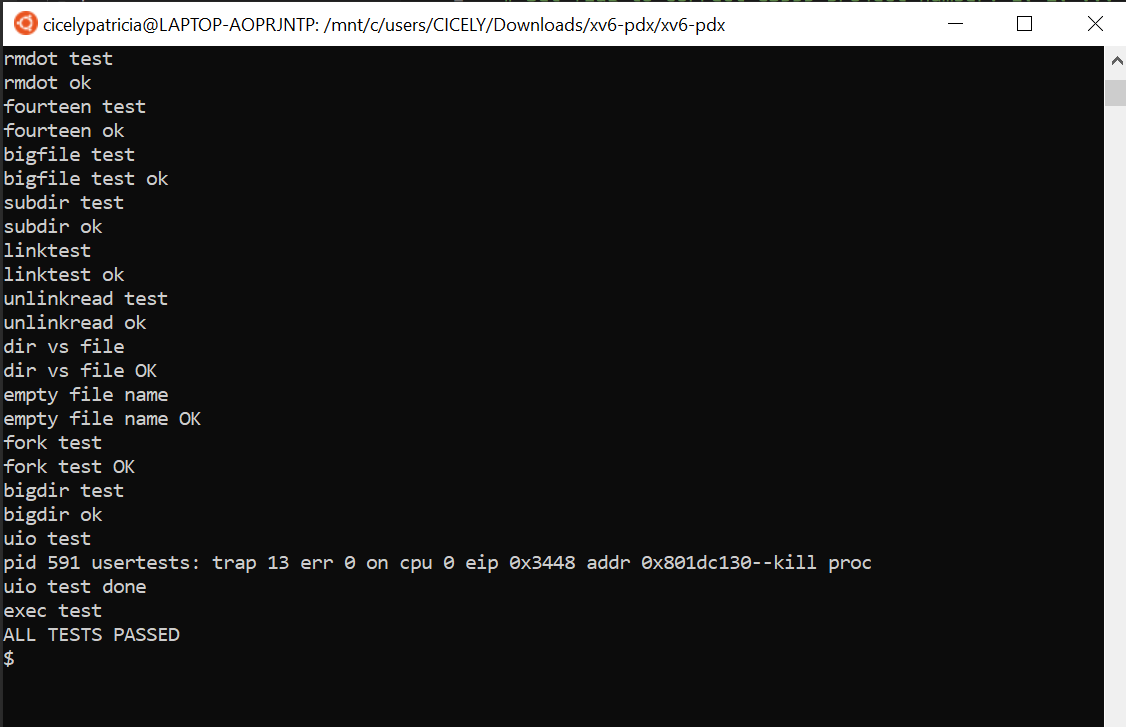 cicelypatricia@LAPTOP-AOPRJNTP: /mnt/c/users/CICELY/Downloads/xv6-pdx/xv6-pdx
rmdot test
rmdot ok
fourteen test
fourteen ok
bigfile test
bigfile test ok
subdir test
subdir ok
linktest
linktest ok
unlinkread test
unlinkread ok
dir vs file
dir vs file OK
empty file name
empty file name OK
fork test
fork test OK
bigdir test
bigdir ok
uio test
pid 591 usertests: trap 13 err 0 on cpu 0 eip 0x3448 addr 0x801dc130--kill proc
uio test done
exec test
ALL TESTS PASSED
$